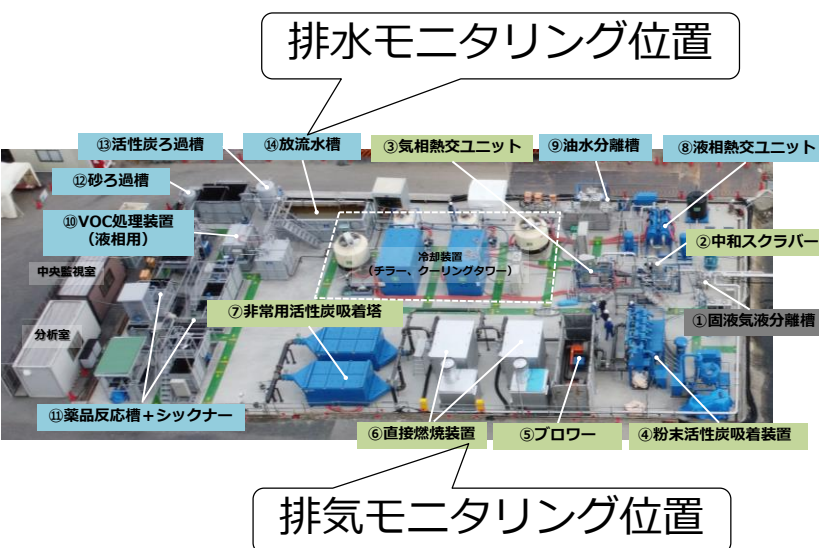 排水モニタリング位置
⑬活性炭ろ過槽
⑭放流水槽
③気相熱交ユニット
⑨油水分離槽
⑧液相熱交ユニット
⑫砂ろ過槽
⑩VOC処理装置
（液相用）
②中和スクラバー
冷却装置
（チラー、クーリングタワー）
中央監視室
⑦非常用活性炭吸着塔
①固液気液分離槽
分析室
⑪薬品反応槽＋シックナー
⑥直接燃焼装置
⑤ブロワー
④粉末活性炭吸着装置
排気モニタリング位置